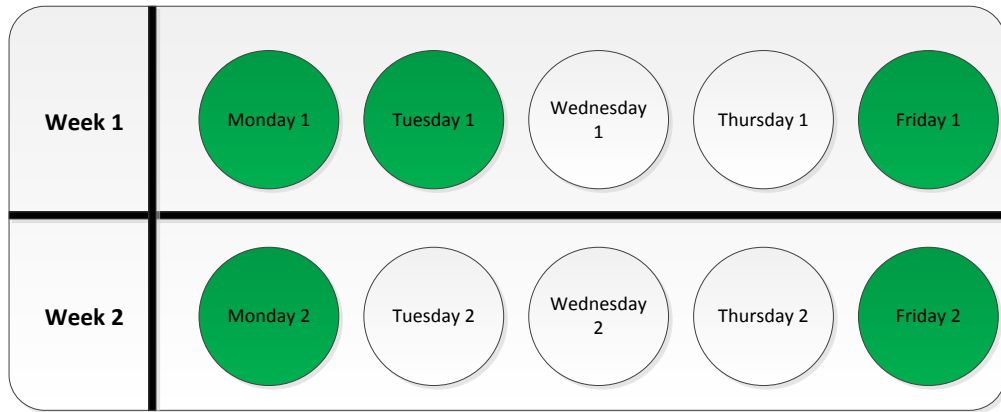 Week 1
Monday 1
Tuesday 1
Wednesday
1
Thursday 1
Friday 1
Week 2
Monday 2
Tuesday 2
Wednesday
2
Thursday 2
Friday 2